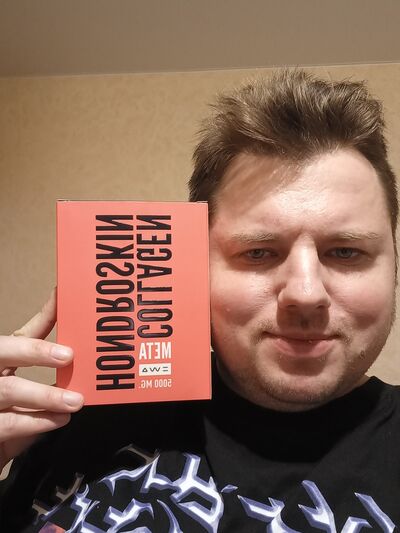 HONDROSKIN
COLLAGEN
META
5000 MG